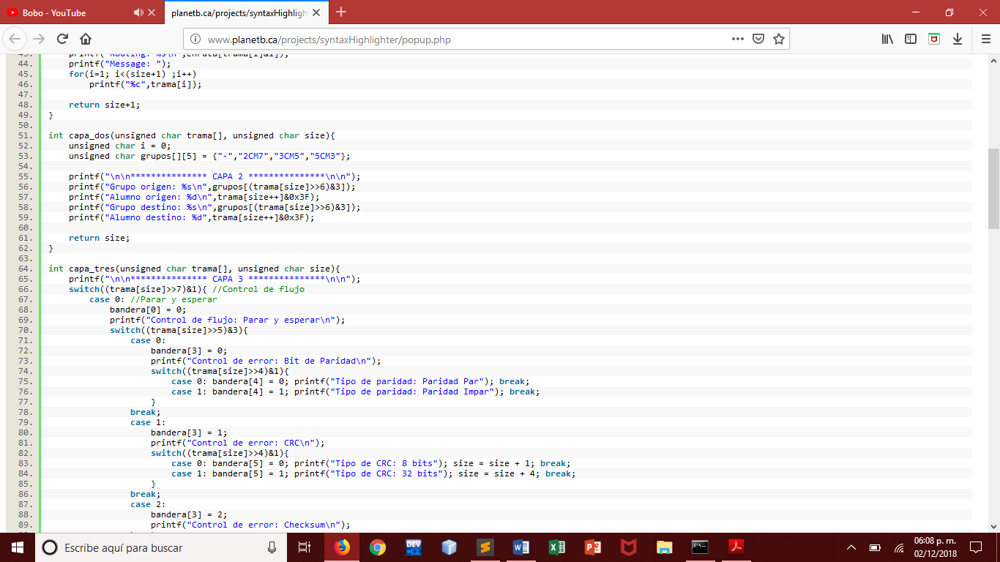 Bobo - YouTube
planetb.ca/projects/syntaxHighligh
www.planetb.ca/projects/syntaxHighlighter/popup.php
43. printf("Routing: %s\n",enruta[trama[i]&1]);
44. printf("Message: ");
45. for(i=1; i<(size+1) ;i++)
46. printf("%c",trama[i]);
47.
48. return size+1;
49. }
50.
51. int capa_dos(unsigned char trama[], unsigned char size){
52. unsigned char i = 0;
53. unsigned char grupos[][5] = {"-","2CM7","3CM5","5CM3"};
54.
55. printf("\n\n*************** CAPA 2 ***************\n\n");
56. printf("Grupo origen: %s\n",grupos[(trama[size]>>6)&3]);
57. printf("Alumno origen: %d\n",trama[size++]&0x3F);
58. printf("Grupo destino: %s\n",grupos[(trama[size]>>6)&3]);
59. printf("Alumno destino: %d",trama[size++]&0x3F);
60.
61. return size;
62. }
63.
64. int capa_tres(unsigned char trama[], unsigned char size){
65. printf("\n\n*************** CAPA 3 ***************\n\n");
66. switch((trama[size]>>7)&1){ //Control de flujo
67. case 0: //Parar y esperar
68. bandera[0] = 0;
69. printf("Control de flujo: Parar y esperar\n");
70. switch((trama[size]>>5)&3){
71. case 0:
72. bandera[3] = 0;
73. printf("Control de error: Bit de Paridad\n");
74. switch((trama[size]>>4)&1){
75. case 0: bandera[4] = 0; printf("Tipo de paridad: Paridad Par"); break;
76. case 1: bandera[4] = 1; printf("Tipo de paridad: Paridad Impar"); break;
77. }
78. break;
79. case 1:
80. bandera[3] = 1;
81. printf("Control de error: CRC\n");
82. switch((trama[size]>>4)&1){
83. case 0: bandera[5] = 0; printf("Tipo de CRC: 8 bits"); size = size + 1; break;
84. case 1: bandera[5] = 1; printf("Tipo de CRC: 32 bits"); size = size + 4; break;
85. }
86. break;
87. case 2:
88. bandera[3] = 2;
89. printf("Control de error: Checksum\n");
Escribe aquí para buscar
DEV
06:08 p. m.
02/12/2018